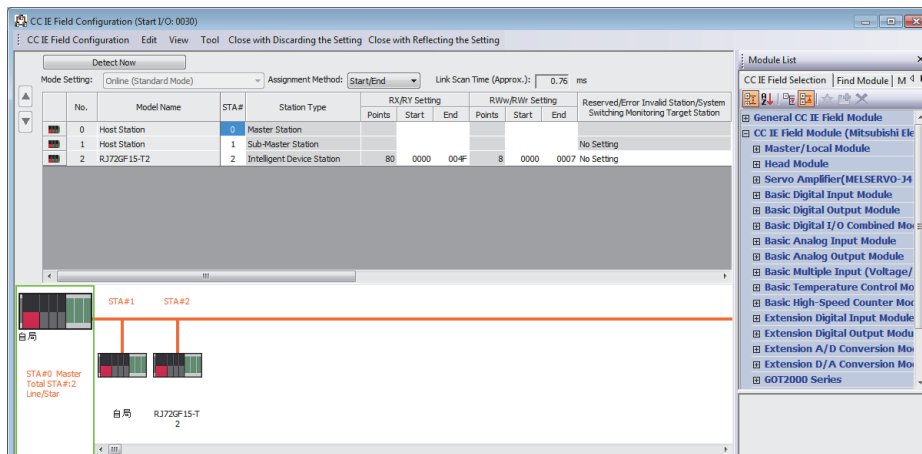 CC IE Field Configuration (Start I/O: 0030)
CC IE Field Configuration Edit View Tool Close with Discarding the Setting Close with Reflecting the Setting
Detect Now
Mode Setting: Online (Standard Mode) Assignment Method: Start/End Link Scan Time (Approx.): 0.76 ms
No. Model Name STA# Station Type RX/RY Setting RWw/RWr Setting Reserved/Error Invalid Station/System Switching Monitoring Target Station
Points Start End Points Start End
0 Host Station 0 Master Station
1 Host Station 1 Sub-Master Station No Setting
2 RJ72GF15-T2 2 Intelligent Device Station 80 0000 004F 8 0000 0007 No Setting
STA#1 STA#2
自局
STA#0 Master
Total STA#:2
Line/Star
自局
RJ72GF15-T
2
Module List
CC IE Field Selection Find Module M
General CC IE Field Module
CC IE Field Module (Mitsubishi Ele
Master/Local Module
Head Module
Servo Amplifier(MELSERVO-J4
Basic Digital Input Module
Basic Digital Output Module
Basic Digital I/O Combined Mo
Basic Analog Input Module
Basic Analog Output Module
Basic Multiple Input (Voltage/
Basic Temperature Control Mo
Basic High-Speed Counter Mo
Extension Digital Input Module
Extension Digital Output Modu
Extension A/D Conversion Mo
Extension D/A Conversion Mo
GOT2000 Series